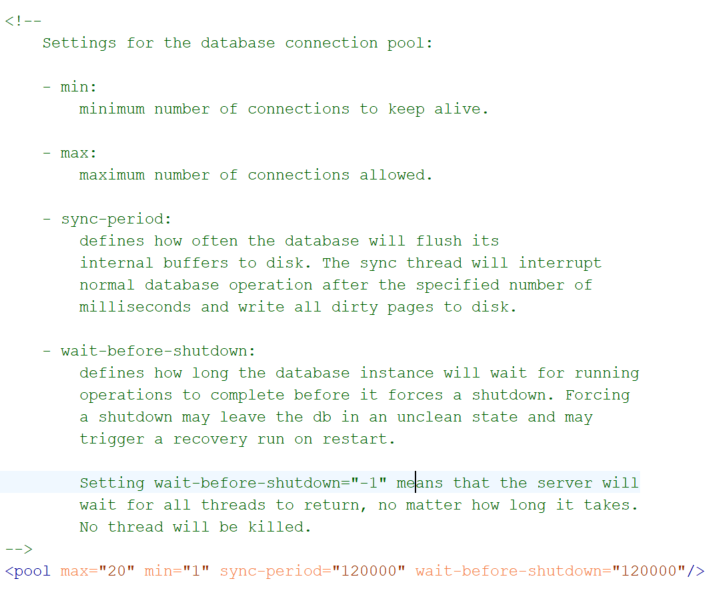 <!--
Settings for the database connection pool:
- min:
minimum number of connections to keep alive.
- max:
maximum number of connections allowed.
- sync-period:
defines how often the database will flush its
internal buffers to disk. The sync thread will interrupt
normal database operation after the specified number of
milliseconds and write all dirty pages to disk.
- wait-before-shutdown:
defines how long the database instance will wait for running
operations to complete before it forces a shutdown. Forcing
a shutdown may leave the db in an unclean state and may
trigger a recovery run on restart.
Setting wait-before-shutdown="-1" means that the server will
wait for all threads to return, no matter how long it takes.
No thread will be killed.
-->
<pool max="20" min="1" sync-period="120000" wait-before-shutdown="120000"/>